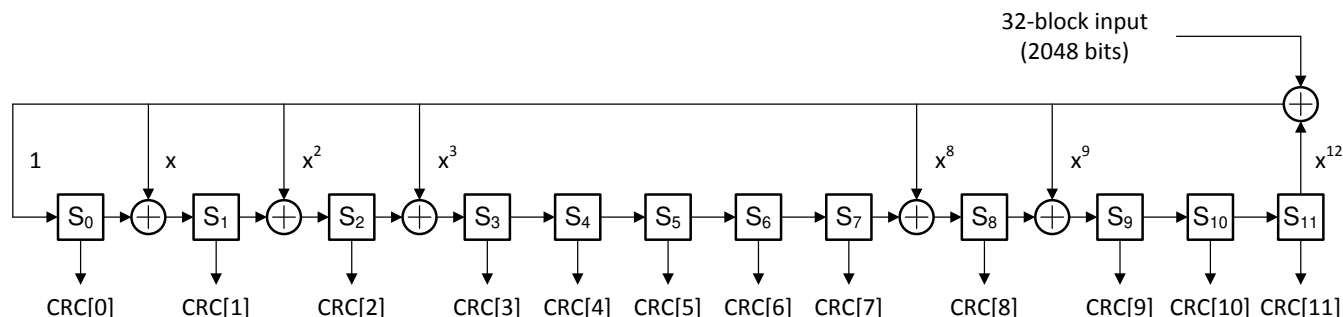 32-block input
(2048 bits)
1 x x² x³ x⁸ x⁹ x¹²
S₀ S₁ S₂ S₃ S₄ S₅ S₆ S₇ S₈ S₉ S₁₀ S₁₁
CRC[0] CRC[1] CRC[2] CRC[3] CRC[4] CRC[5] CRC[6] CRC[7] CRC[8] CRC[9] CRC[10] CRC[11]